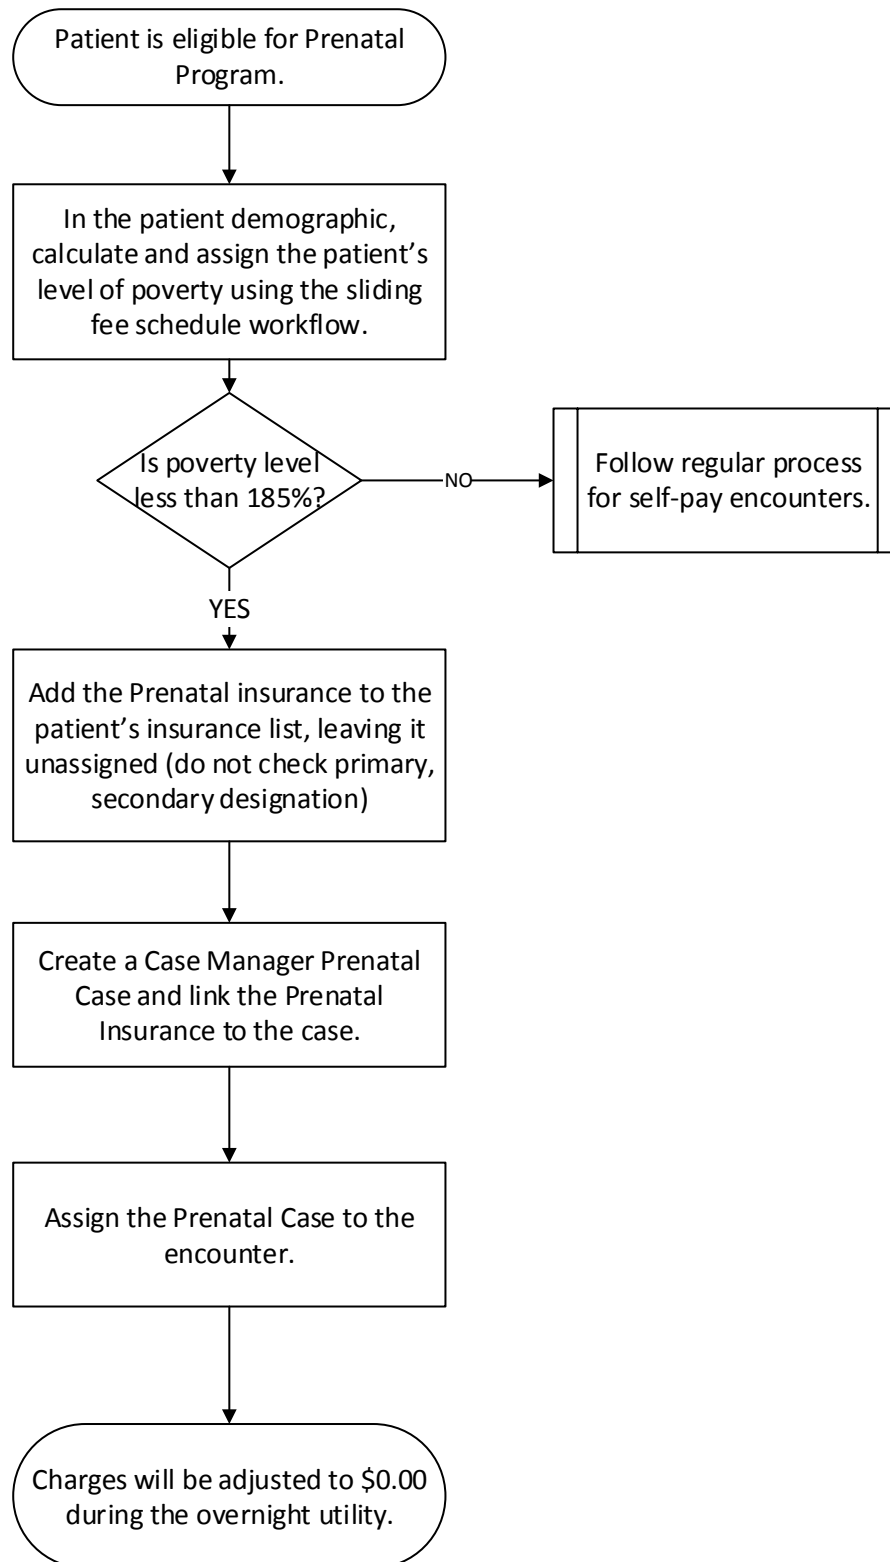 Patient is eligible for Prenatal
Program.
In the patient demographic,
calculate and assign the patient’s
level of poverty using the sliding
fee schedule workflow.
Is poverty level
less than 185%?
NO
Follow regular process
for self-pay encounters.
YES
Add the Prenatal insurance to the
patient’s insurance list, leaving it
unassigned (do not check primary,
secondary designation)
Create a Case Manager Prenatal
Case and link the Prenatal
Insurance to the case.
Assign the Prenatal Case to the
encounter.
Charges will be adjusted to $0.00
during the overnight utility.